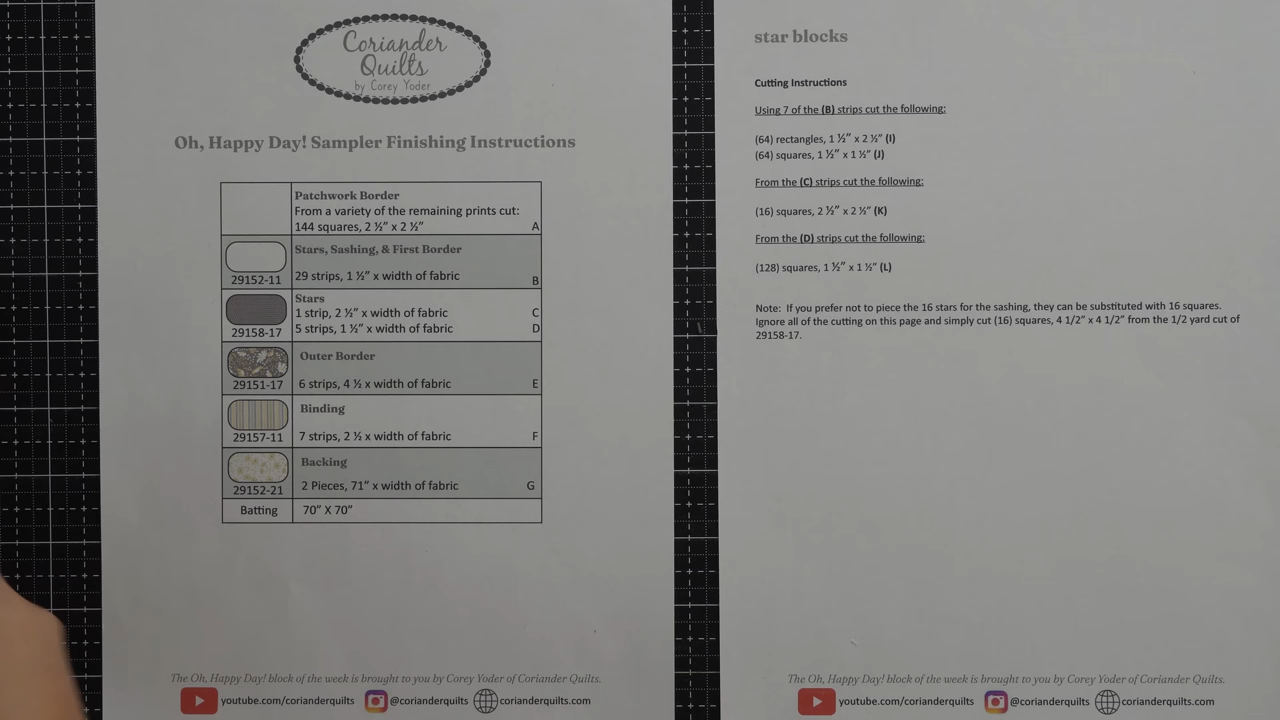 Coriander
Quilts
by Corey Yoder
Oh, Happy Day! Sampler Finishing Instructions
Patchwork Border
From a variety of the remaining prints cut:
144 squares, 2 ½” x 2 ½” A
Stars, Sashing, & First Border
29 strips, 1 ½” x width of fabric
29152-11 B
Stars
1 strip, 2 ½” x width of fabric C
5 strips, 1 ½” x width of fabric D
29158-17
Outer Border
29151-17 6 strips, 4 ½ x width of fabric E
Binding
29157-11 7 strips, 2 ½ x width of fabric F
Backing
2 Pieces, 71” x width of fabric G
29152-21
Batting 70” X 70”
The Oh, Happy Day! block of the week is brought to you by Corey Yoder of Coriander Quilts.
@corianderquilts
corianderquilts.com
star blocks
Cutting Instructions
Using 7 of the (B) strips cut the following:
(64) rectangles, 1 ½” x 2 ½” (I)
(64) squares, 1 ½” x 1 ½” (J)
From the (C) strips cut the following:
(16) squares, 2 ½” x 2 ½” (K)
From the (D) strips cut the following:
(128) squares, 1 ½” x 1 ½” (L)
Note: If you prefer not to piece the 16 stars for the sashing, they can be substituted with 16 squares.
Ignore all of the cutting on this page and simply cut (16) squares, 4 1/2” x 4 1/2” from the 1/2 yard cut of
29158-17.
The Oh, Happy Day! block of the week is brought to you by Corey Yoder of Coriander Quilts.
youtube.com/corianderquilts
@corianderquilts
corianderquilts.com